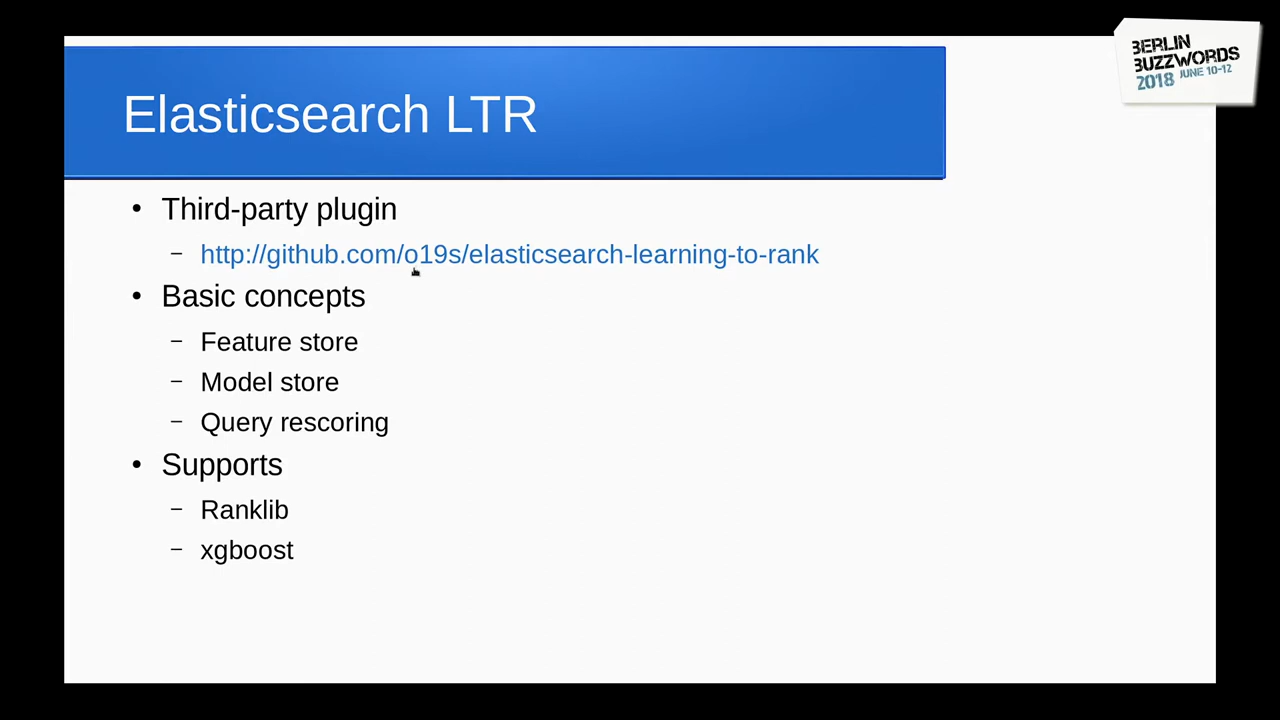 BERLIN
BUZZWORDS
2018 JUNE 10-12
Elasticsearch LTR
• Third-party plugin
– http://github.com/o19s/elasticsearch-learning-to-rank
• Basic concepts
– Feature store
– Model store
– Query rescoring
• Supports
– Ranklib
– xgboost